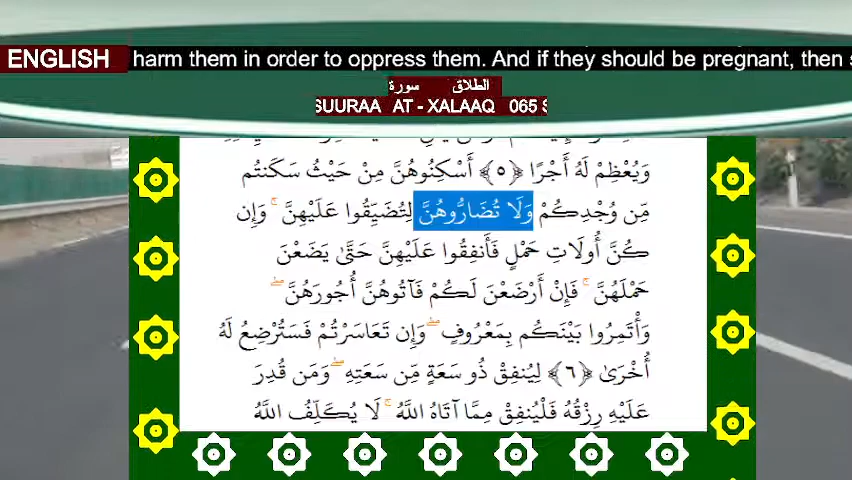 ENGLISH harm them in order to oppress them. And if they should be pregnant, then
سورة الطلاق
SUURAA AT - XALAAQ 065
وَيُعْظِمْ لَهُ أَجْرًا ﴿٥﴾ أَسْكِنُوهُنَّ مِنْ حَيْثُ سَكَنتُم
مِّن وُجْدِكُمْ وَلَا تُضَارُّوهُنَّ لِتُضَيِّقُوا عَلَيْهِنَّ ۚ وَإِن
كُنَّ أُولَاتِ حَمْلٍ فَأَنفِقُوا عَلَيْهِنَّ حَتَّىٰ يَضَعْنَ
حَمْلَهُنَّ ۚ فَإِنْ أَرْضَعْنَ لَكُمْ فَآتُوهُنَّ أُجُورَهُنَّ ۖ
وَأْتَمِرُوا بَيْنَكُم بِمَعْرُوفٍ ۖ وَإِن تَعَاسَرْتُمْ فَسَتُرْضِعُ لَهُ
أُخْرَىٰ ﴿٦﴾ لِيُنفِقْ ذُو سَعَةٍ مِّن سَعَتِهِ ۖ وَمَن قُدِرَ
عَلَيْهِ رِزْقُهُ فَلْيُنفِقْ مِمَّا آتَاهُ اللَّهُ ۚ لَا يُكَلِّفُ اللَّهُ